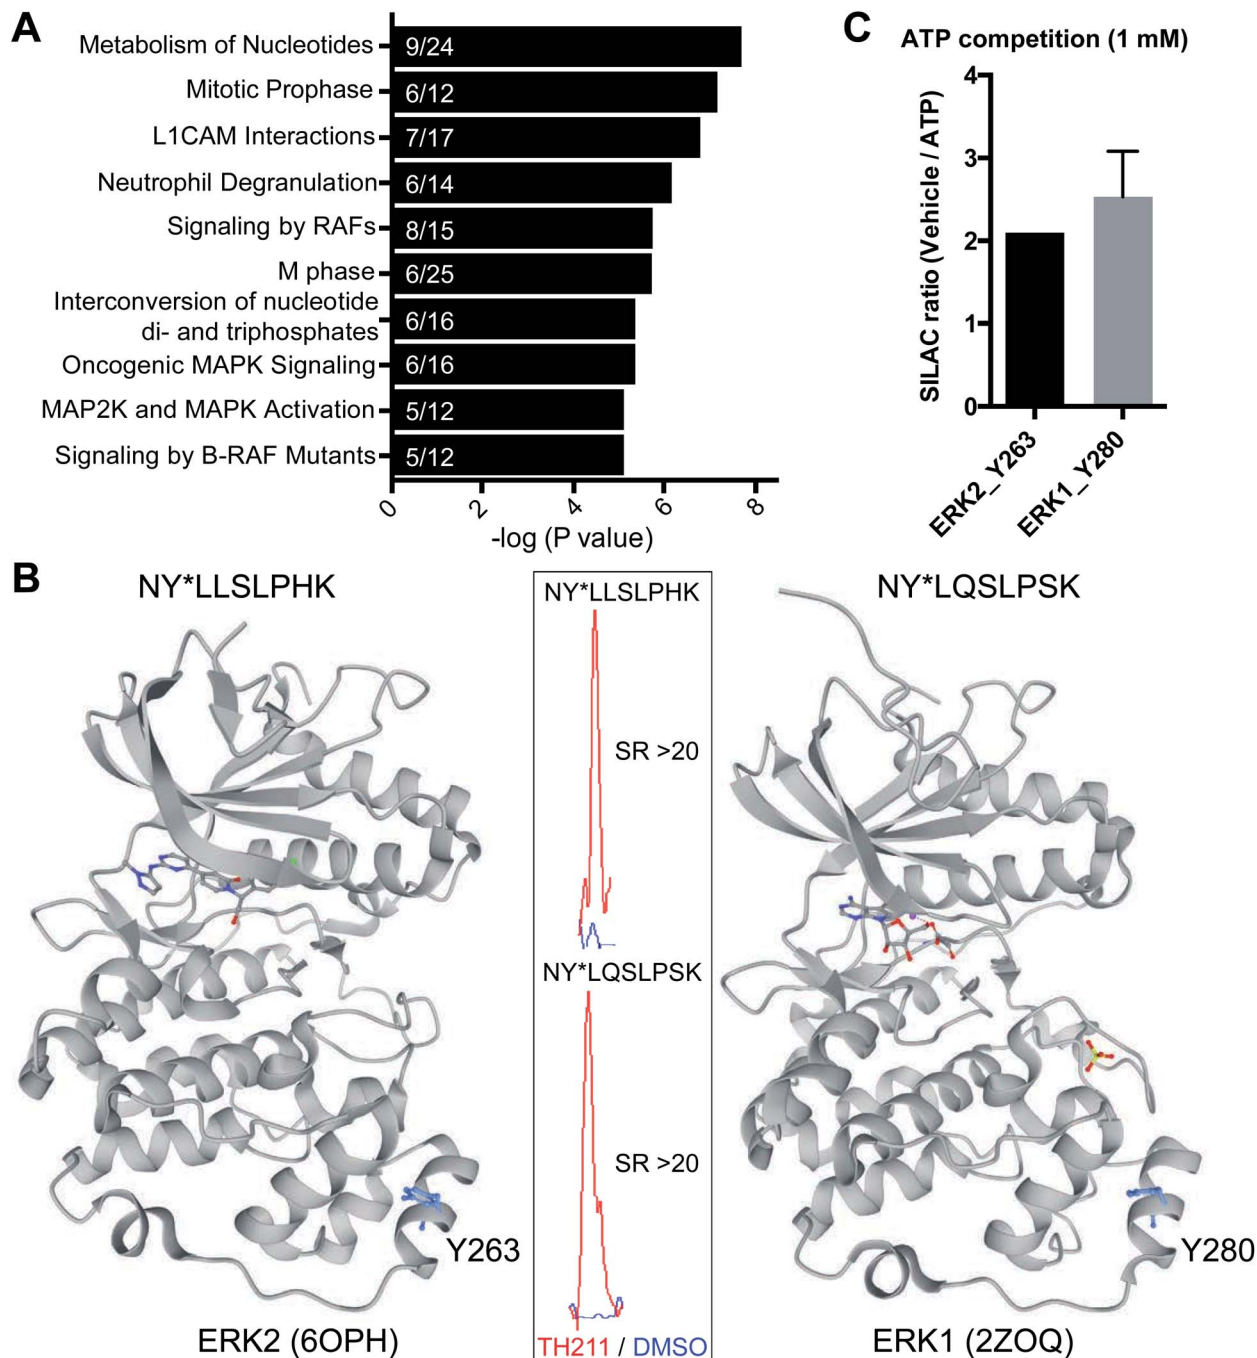 A
Metabolism of Nucleotides 9/24
Mitotic Prophase 6/12
L1CAM Interactions 7/17
Neutrophil Degranulation 6/14
Signaling by RAFs 8/15
M phase 6/25
Interconversion of nucleotide
di- and triphosphates 6/16
Oncogenic MAPK Signaling 6/16
MAP2K and MAPK Activation 5/12
Signaling by B-RAF Mutants 5/12
0 2 4 6 8
-log (P value)
C
ATP competition (1 mM)
SILAC ratio (Vehicle / ATP)
4
3
2
1
0
ERK2_Y263
ERK1_Y280
B
NY*LLSLPHK
Y263
ERK2 (6OPH)
NY*LLSLPHK
SR >20
NY*LQSLPSK
SR >20
TH211 / DMSO
NY*LQSLPSK
Y280
ERK1 (2ZOQ)